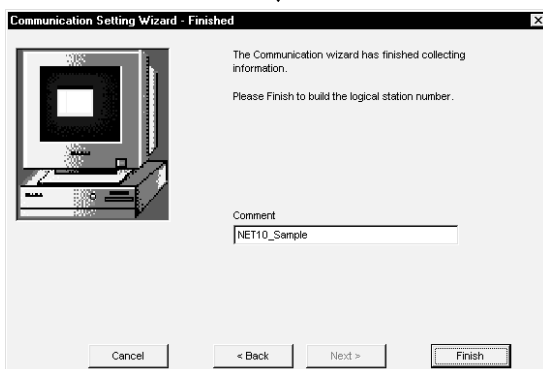 Communication Setting Wizard - Finished
The Communication wizard has finished collecting
information.
Please Finish to build the logical station number.
Comment
NET10_Sample
Cancel
< Back
Next >
Finish